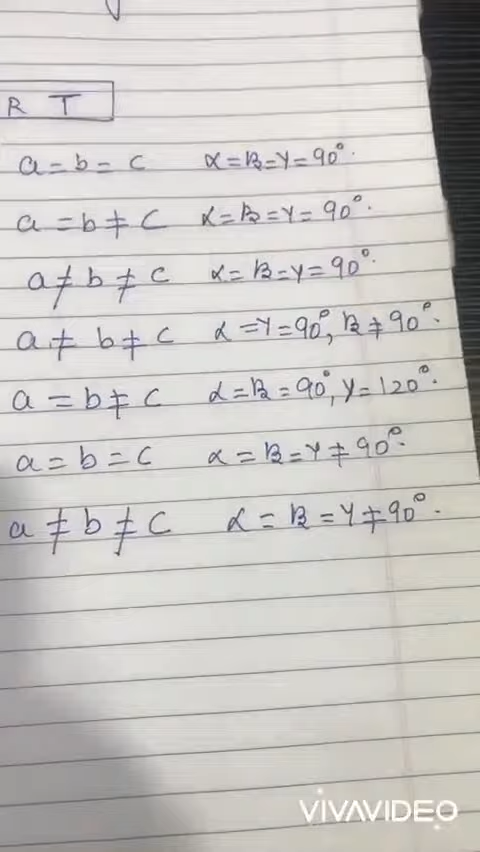 R T
a = b = c α = β = γ = 90°.
a = b ≠ c α = β = γ = 90°.
a ≠ b ≠ c α = β = γ = 90°.
a ≠ b ≠ c α = γ = 90°, β ≠ 90°.
a = b ≠ c α = β = 90°, γ = 120°.
a = b = c α = β = γ ≠ 90°.
a ≠ b ≠ c α = β = γ ≠ 90°.
VIVAVIDEO